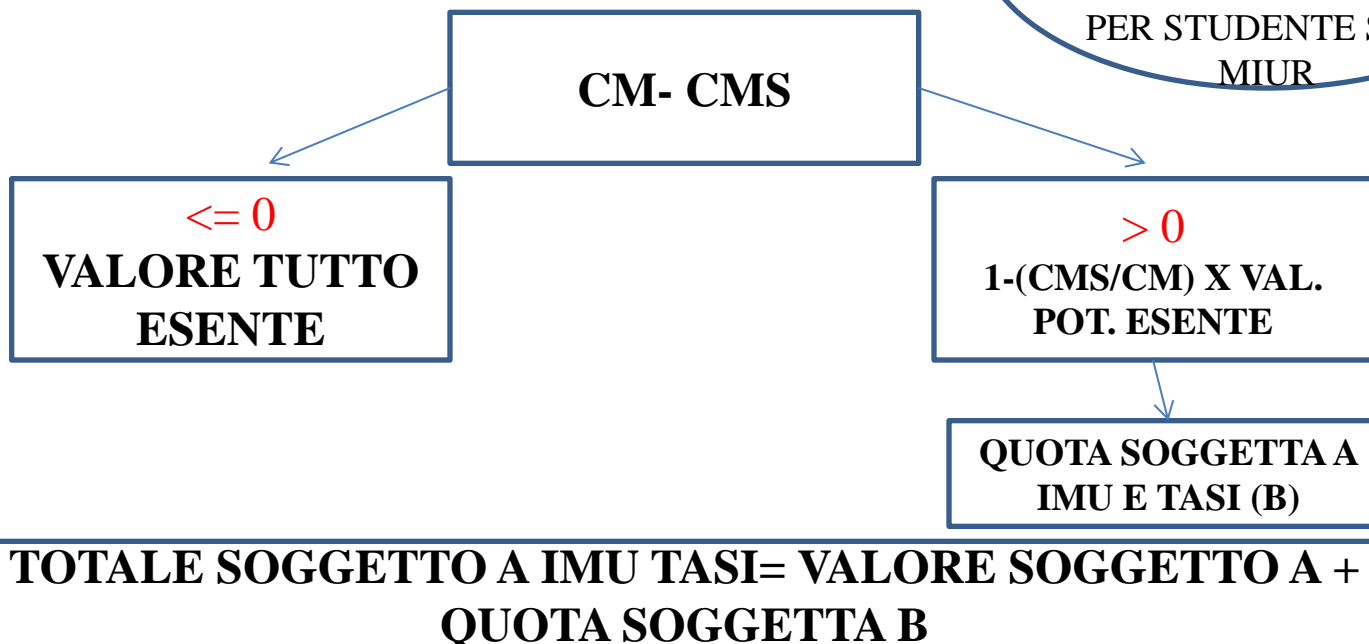 PER STUDENTE
MIUR
CM- CMS
<= 0
VALORE TUTTO
ESENTE
> 0
1-(CMS/CM) X VAL.
POT. ESENTE
QUOTA SOGGETTA A
IMU E TASI (B)
TOTALE SOGGETTO A IMU TASI= VALORE SOGGETTO A +
QUOTA SOGGETTA B